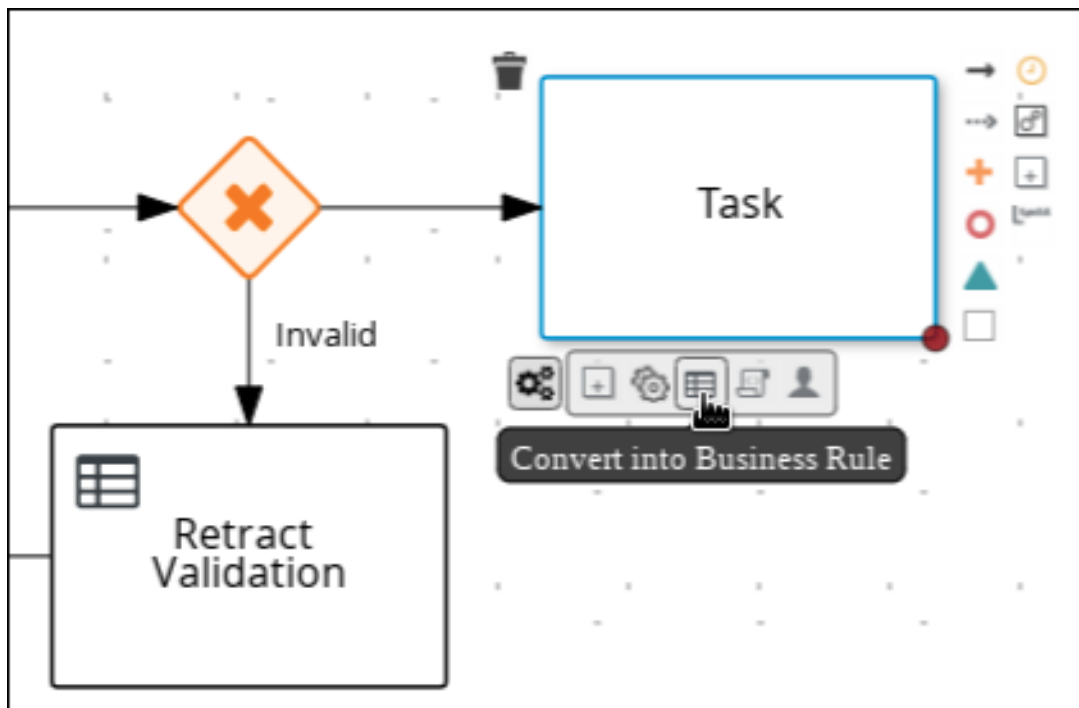 Task
Invalid
Convert into Business Rule
Retract
Validation